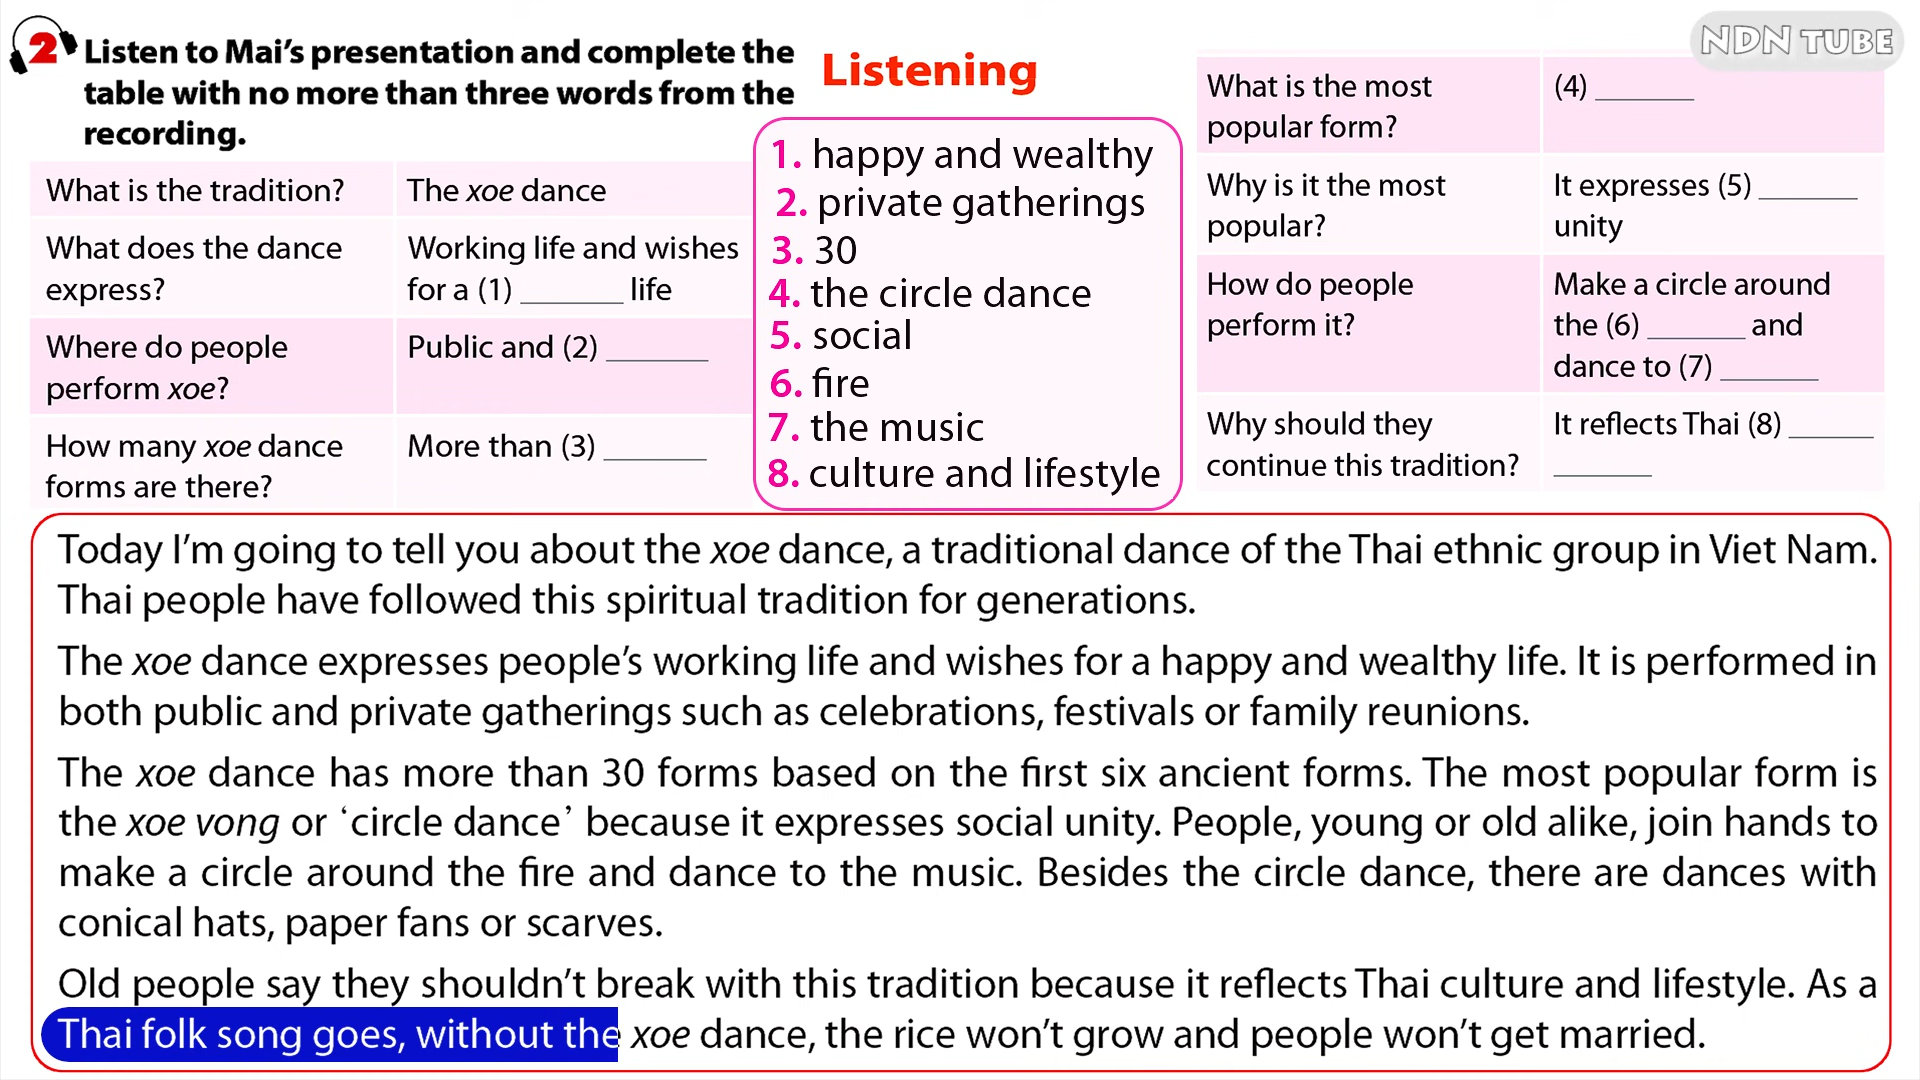 2 Listen to Mai’s presentation and complete the
table with no more than three words from the
recording.
Listening
NDN TUBE
What is the tradition? The xoe dance
What does the dance
express?
Working life and wishes
for a (1) _______ life
Where do people
perform xoe?
Public and (2) _______
How many xoe dance
forms are there?
More than (3) _______
1. happy and wealthy
2. private gatherings
3. 30
4. the circle dance
5. social
6. fire
7. the music
8. culture and lifestyle
What is the most
popular form?
(4) _______
Why is it the most
popular?
It expresses (5) _______
unity
How do people
perform it?
Make a circle around
the (6) _______ and
dance to (7) _______
Why should they
continue this tradition?
It reflects Thai (8) ______
_______
Today I’m going to tell you about the xoe dance, a traditional dance of the Thai ethnic group in Viet Nam.
Thai people have followed this spiritual tradition for generations.
The xoe dance expresses people’s working life and wishes for a happy and wealthy life. It is performed in
both public and private gatherings such as celebrations, festivals or family reunions.
The xoe dance has more than 30 forms based on the first six ancient forms. The most popular form is
the xoe vong or ‘circle dance’ because it expresses social unity. People, young or old alike, join hands to
make a circle around the fire and dance to the music. Besides the circle dance, there are dances with
conical hats, paper fans or scarves.
Old people say they shouldn’t break with this tradition because it reflects Thai culture and lifestyle. As a
Thai folk song goes, without the xoe dance, the rice won’t grow and people won’t get married.